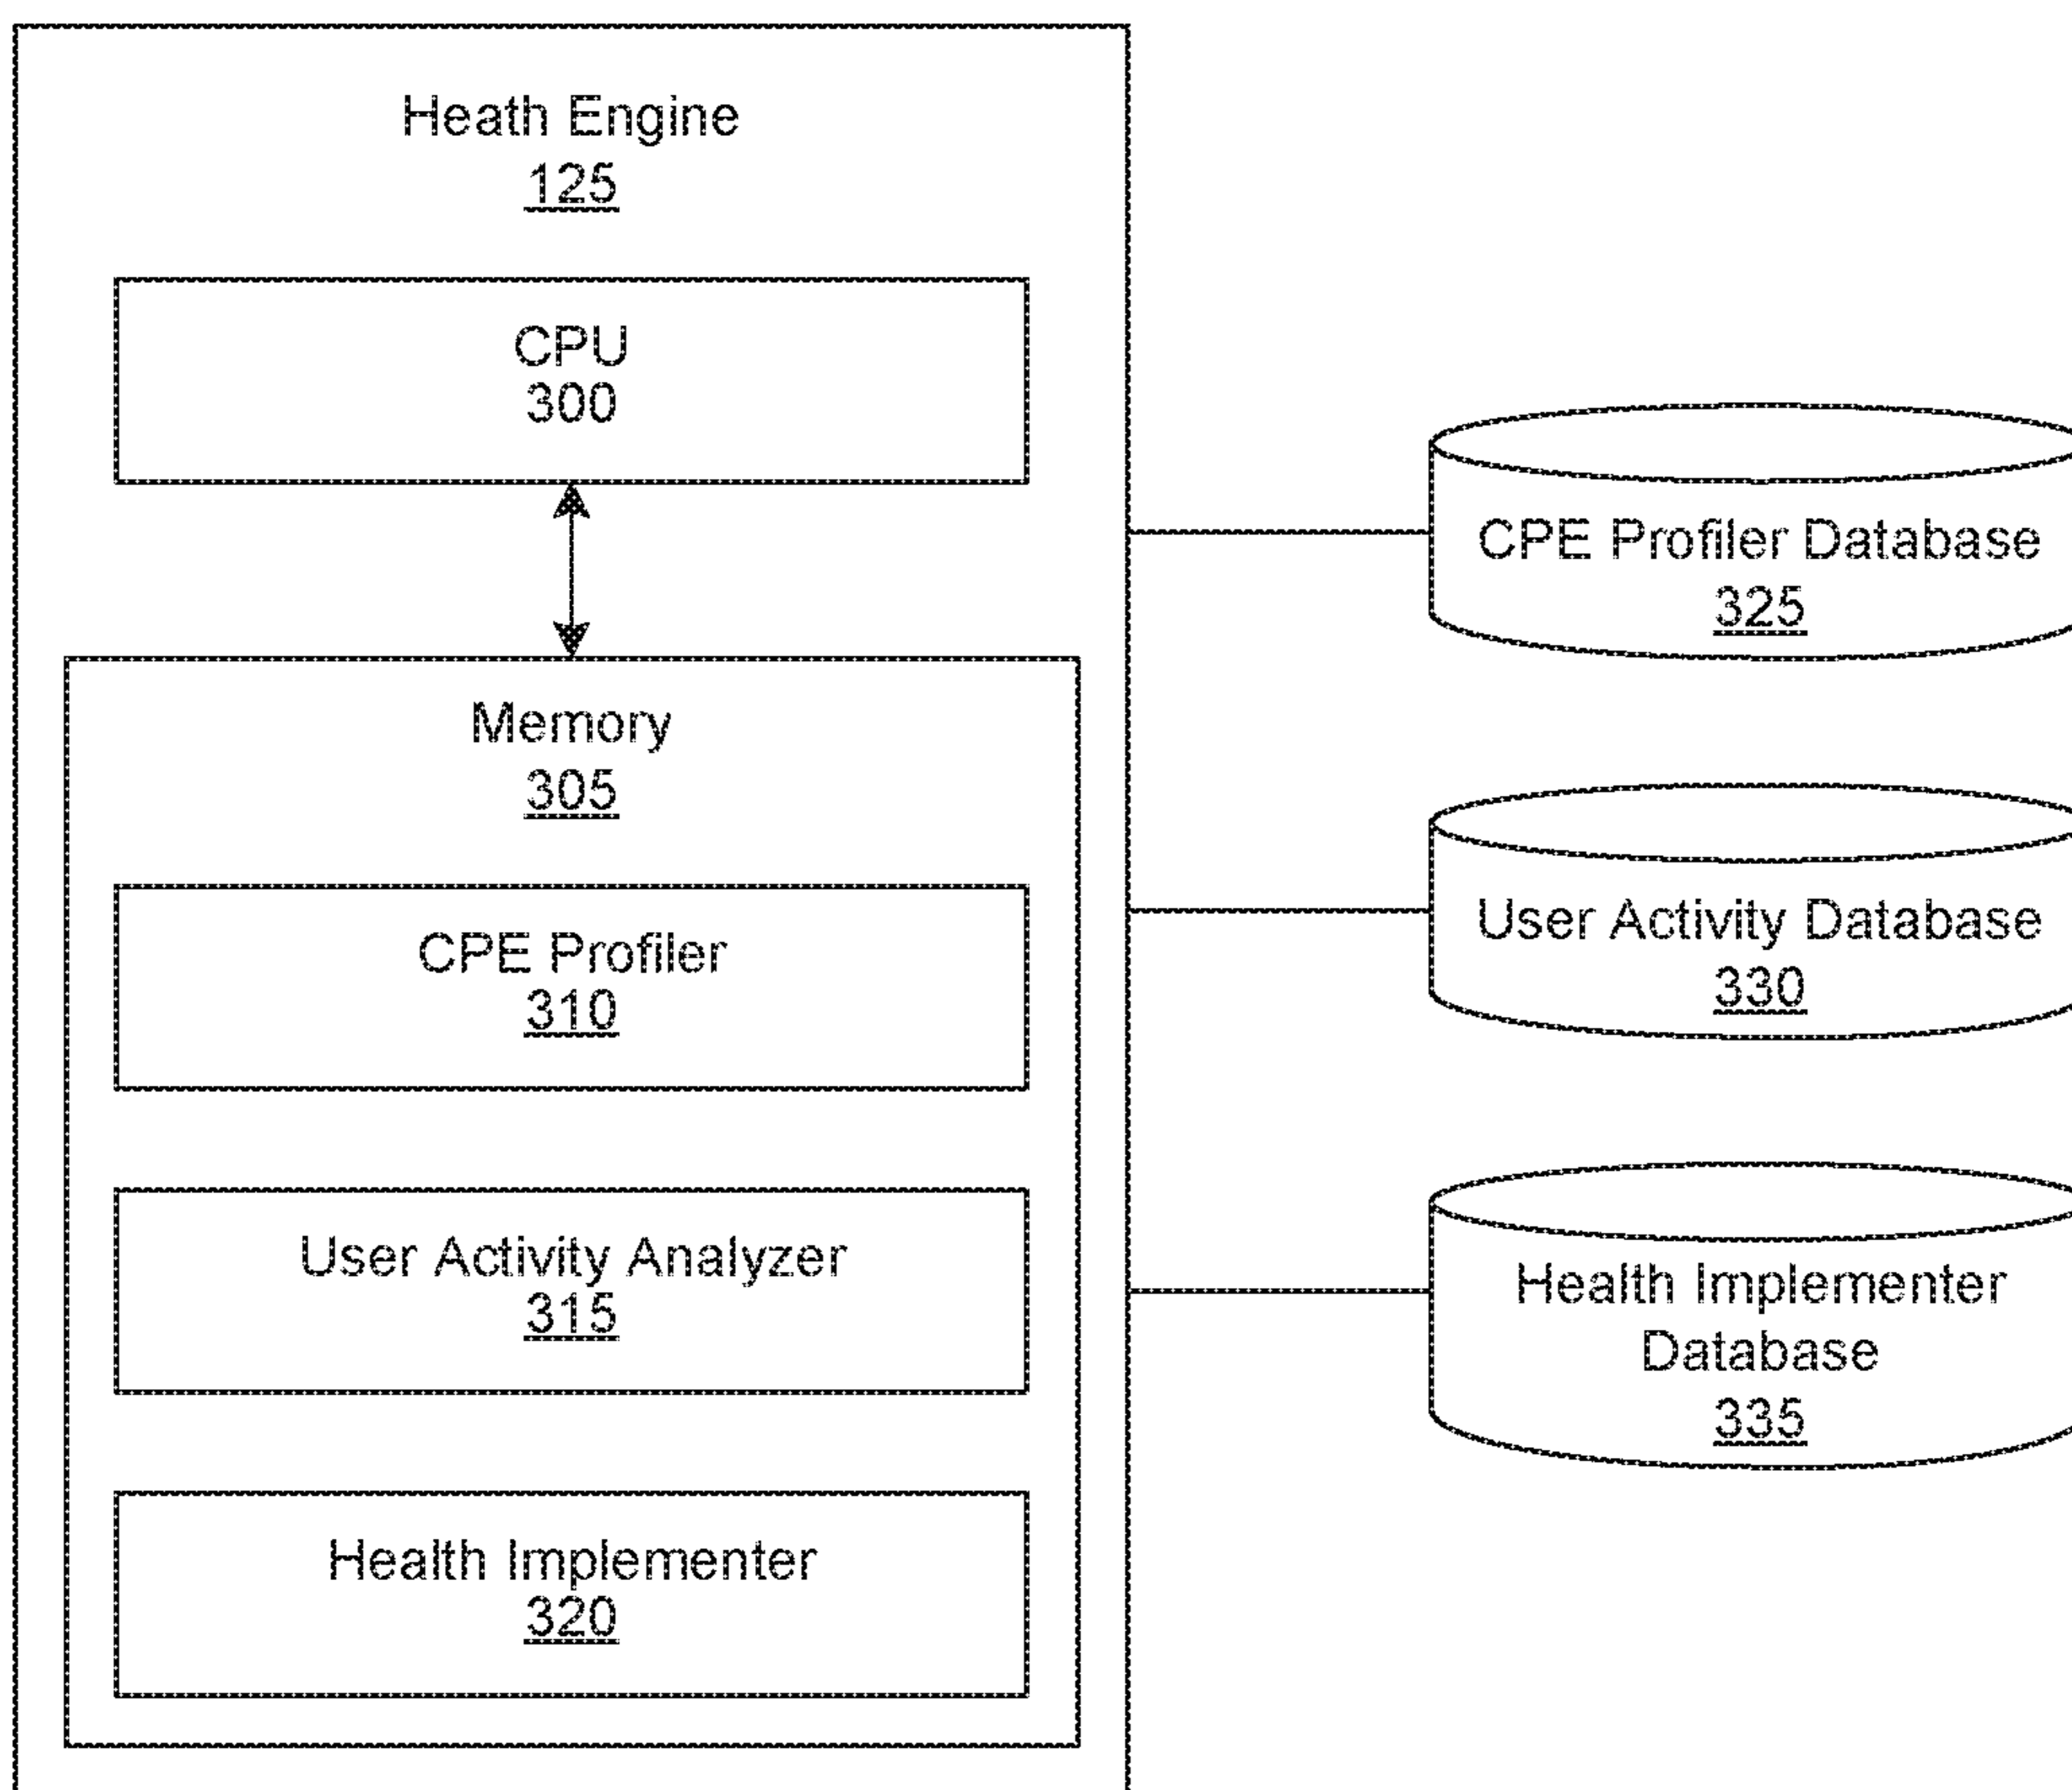 Heath Engine
125
CPU
300
Memory
305
CPE Profiler
310
User Activity Analyzer
315
Health Implementer
320
CPE Profiler Database
325
User Activity Database
330
Health Implementer
Database
335